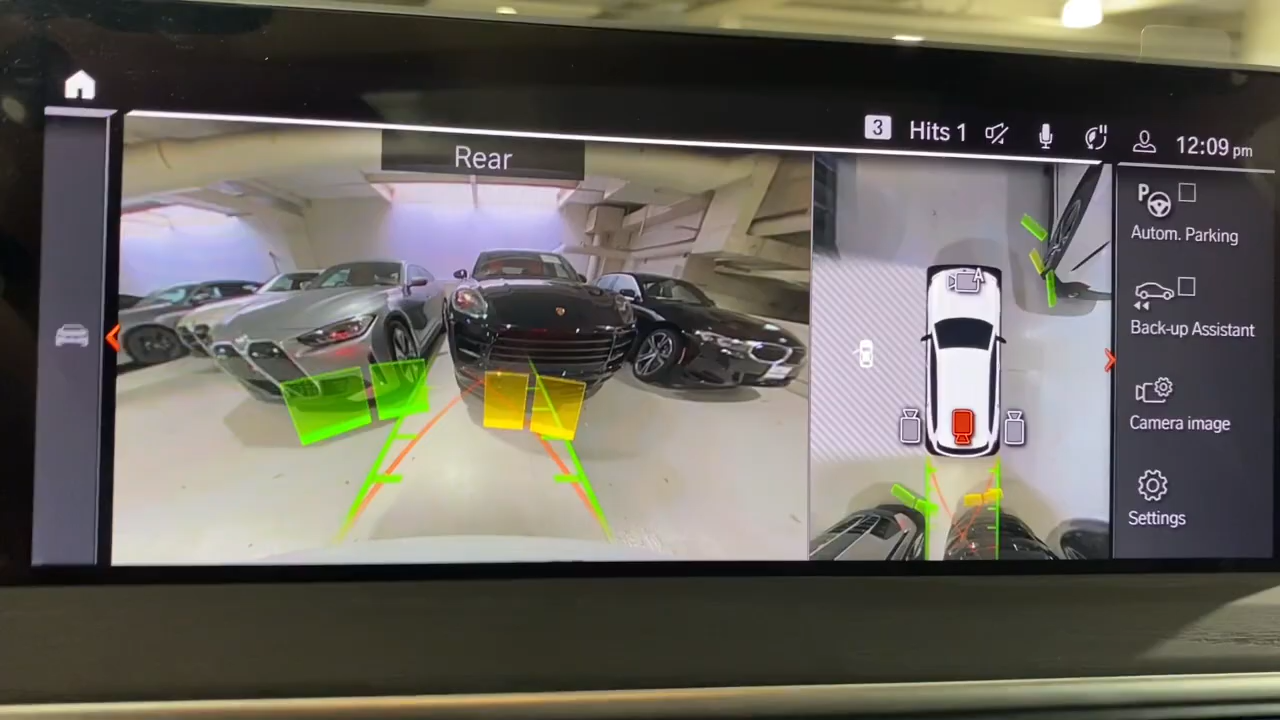 Rear
3 Hits 1 12:09 pm
P
Autom. Parking
Back-up Assistant
Camera image
Settings
A